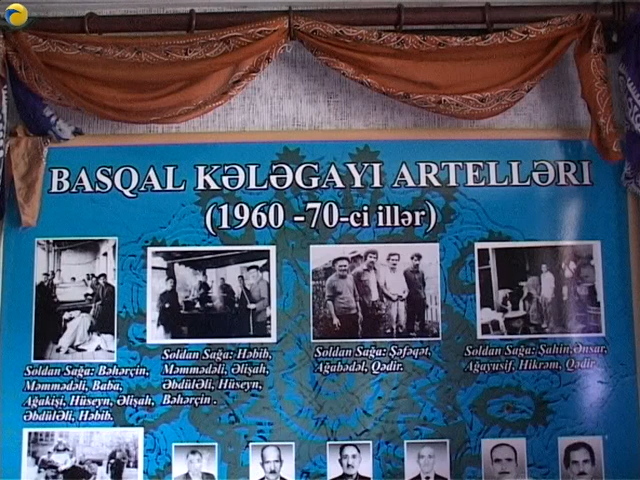 BASQAL KƏLƏGAYI ARTELLƏRİ
(1960 -70-ci illər)
Soldan Sağa: Bəhərçin,
Məmmədəli, Baba,
Ağakişi, Hüseyn, Əlişah,
ƏbdülƏli, Həbib.
Soldan Sağa: Həbib,
Məmmədəli, Əlişah,
ƏbdülƏli, Hüseyn,
Bəhərçin .
Soldan Sağa: Şəfəqət,
Ağabədəl, Qədir.
Soldan Sağa: Şahin,Ənsar,
Ağayusif, Hikrəm, Qədir